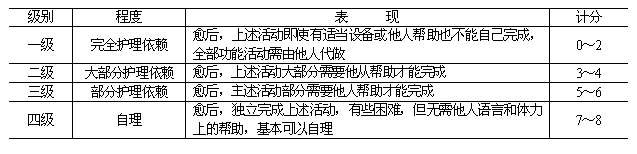 级别 程度 表 现 计分
一级 完全护理依赖 愈后，上述活动即使有适当设备或他人帮助也不能自己完成， 0～2
全部功能活动需由他人代做
二级 大部分护理依赖 愈后，上述活动大部分需要他从帮助才能完成 3～4
三级 部分护理依赖 愈后，主述活动部分需要他人帮助才能完成 5～6
四级 自理 愈后，独立完成上述活动，有些困难，但无需他人语言和体力 7～8
上的帮助，基本可以自理